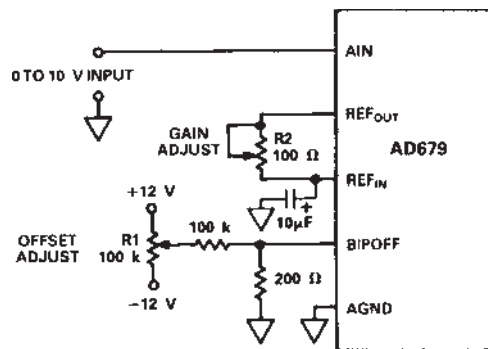 AIN
0 TO 10 V INPUT
REFOUT
GAIN
ADJUST
R2
100 Ω
AD679
REFIN
+
10μF
+12 V
OFFSET
ADJUST
R1
100 k
100 k
BIPOFF
200 Ω
−12 V
AGND